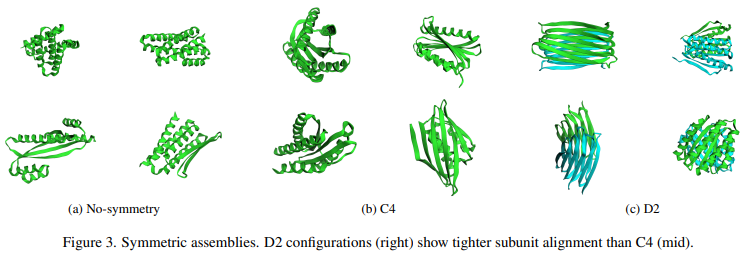 (a) No-symmetry
(b) C4
(c) D2
Figure 3. Symmetric assemblies. D2 configurations (right) show tighter subunit alignment than C4 (mid).